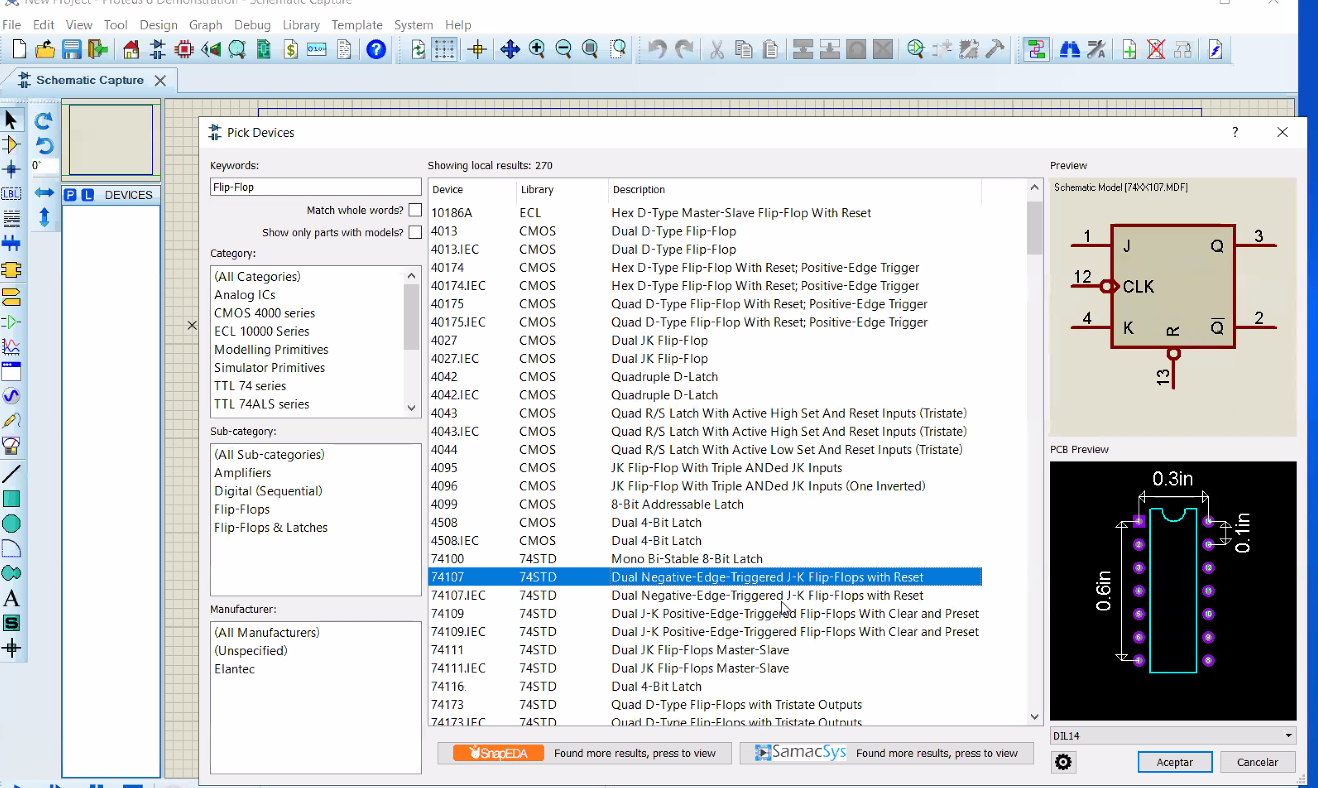 New Project - Proteus 8 Demonstration - Schematic Capture
File Edit View Tool Design Graph Debug Library Template System Help
Schematic Capture
0°
LBL
P L DEVICES
A
S
Pick Devices
Keywords:
Flip-Flop
Match whole words?
Show only parts with models?
Category:
(All Categories)
Analog ICs
CMOS 4000 series
ECL 10000 Series
Modelling Primitives
Simulator Primitives
TTL 74 series
TTL 74ALS series
Sub-category:
(All Sub-categories)
Amplifiers
Digital (Sequential)
Flip-Flops
Flip-Flops & Latches
Manufacturer:
(All Manufacturers)
(Unspecified)
Elantec
Showing local results: 270
Device Library Description
10186A ECL Hex D-Type Master-Slave Flip-Flop With Reset
4013 CMOS Dual D-Type Flip-Flop
4013.IEC CMOS Dual D-Type Flip-Flop
40174 CMOS Hex D-Type Flip-Flop With Reset; Positive-Edge Trigger
40174.IEC CMOS Hex D-Type Flip-Flop With Reset; Positive-Edge Trigger
40175 CMOS Quad D-Type Flip-Flop With Reset; Positive-Edge Trigger
40175.IEC CMOS Quad D-Type Flip-Flop With Reset; Positive-Edge Trigger
4027 CMOS Dual JK Flip-Flop
4027.IEC CMOS Dual JK Flip-Flop
4042 CMOS Quadruple D-Latch
4042.IEC CMOS Quadruple D-Latch
4043 CMOS Quad R/S Latch With Active High Set And Reset Inputs (Tristate)
4043.IEC CMOS Quad R/S Latch With Active High Set And Reset Inputs (Tristate)
4044 CMOS Quad R/S Latch With Active Low Set And Reset Inputs (Tristate)
4095 CMOS JK Flip-Flop With Triple ANDed JK Inputs
4096 CMOS JK Flip-Flop With Triple ANDed JK Inputs (One Inverted)
4099 CMOS 8-Bit Addressable Latch
4508 CMOS Dual 4-Bit Latch
4508.IEC CMOS Dual 4-Bit Latch
74100 74STD Mono Bi-Stable 8-Bit Latch
74107 74STD Dual Negative-Edge-Triggered J-K Flip-Flops with Reset
74107.IEC 74STD Dual Negative-Edge-Triggered J-K Flip-Flops with Reset
74109 74STD Dual J-K Positive-Edge-Triggered Flip-Flops With Clear and Preset
74109.IEC 74STD Dual J-K Positive-Edge-Triggered Flip-Flops With Clear and Preset
74111 74STD Dual JK Flip-Flops Master-Slave
74111.IEC 74STD Dual JK Flip-Flops Master-Slave
74116 74STD Dual 4-Bit Latch
74173 74STD Quad D-Type Flip-Flops with Tristate Outputs
74173.IEC 74STD Quad D-Type Flip-Flops with Tristate Outputs
SnapEDA Found more results, press to view
SamacSys Found more results, press to view
Preview
Schematic Model [74XX107.MDF]
1 J Q 3
12 CLK
4 K R Q 2
13
PCB Preview
0.3in
0.1in
0.6in
DIL14
Aceptar Cancelar